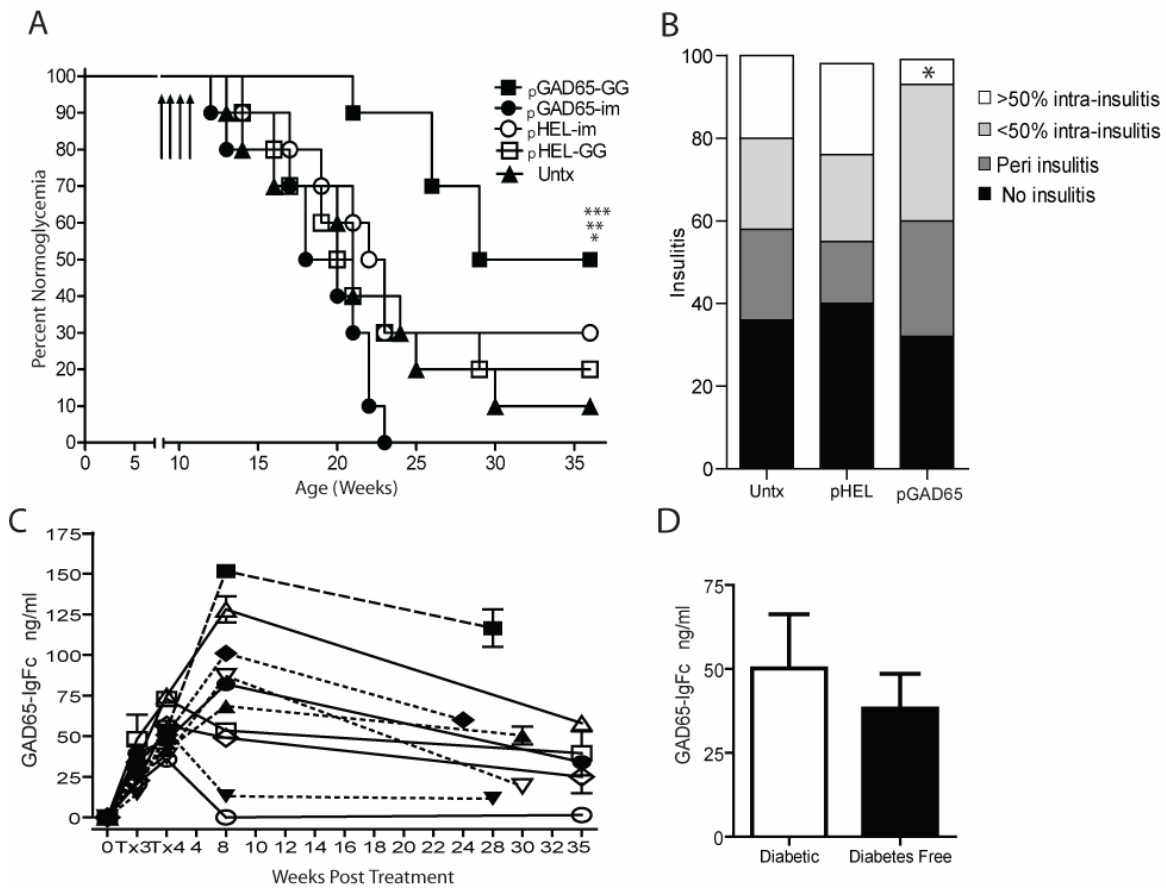 A
Percent Normoglycemia
100
90
80
70
60
50
40
30
20
10
0
0 5 10 15 20 25 30 35
Age (Weeks)
pGAD65-GG
pGAD65-im
pHEL-im
pHEL-GG
Untx
***
**
*
B
Insulitis
100
80
60
40
20
0
*
Untx pHEL pGAD65
>50% intra-insulitis
<50% intra-insulitis
Peri insulitis
No insulitis
C
GAD65-IgFc ng/ml
175
150
125
100
75
50
25
0
0 Tx3 Tx4 4 8 10 12 14 16 18 20 22 24 26 28 30 32 35
Weeks Post Treatment
D
GAD65-IgFc ng/ml
75
50
25
0
Diabetic Diabetes Free